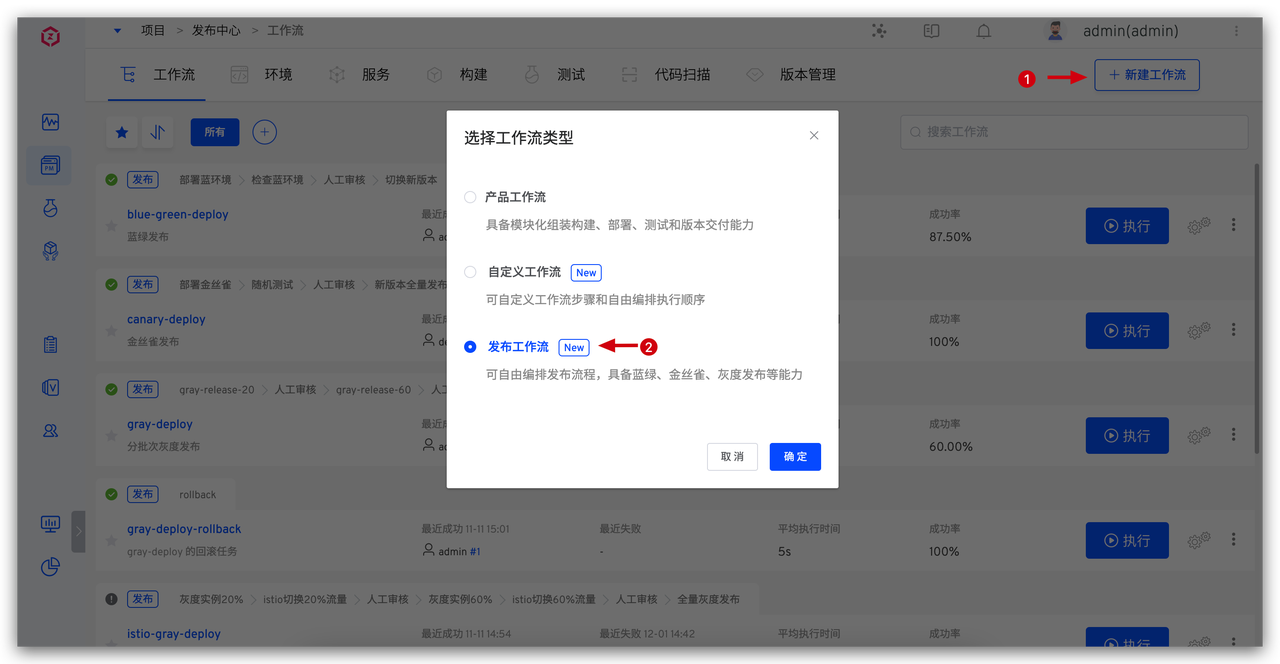 项目 > 发布中心 > 工作流
admin(admin)
工作流 环境 服务 构建 测试 代码扫描 版本管理
1
+ 新建工作流
所有
搜索工作流
选择工作流类型
产品工作流
具备模块化组装构建、部署、测试和版本交付能力
自定义工作流 New
可自定义工作流步骤和自由编排执行顺序
发布工作流 New
2
可自由编排发布流程，具备蓝绿、金丝雀、灰度发布等能力
取消 确定
发布 部署蓝环境 检查蓝环境 人工审核 切换新版本
blue-green-deploy
蓝绿发布
成功率
87.50%
执行
发布 部署金丝雀 随机测试 人工审核 新版本全量发布
canary-deploy
金丝雀发布
成功率
100%
执行
发布 gray-release-20 人工审核 gray-release-60
gray-deploy
分批次灰度发布
成功率
60.00%
执行
发布 rollback
gray-deploy-rollback
gray-deploy 的回滚任务
最近成功 11-11 15:01
admin #1
最近失败
-
平均执行时间
5s
成功率
100%
执行
发布 灰度实例20% istio切换20%流量 人工审核 灰度实例60% istio切换60%流量 人工审核 全量灰度发布
istio-gray-deploy
最近成功 11-11 14:54
最近失败 12-01 14:42
平均执行时间
成功率
执行